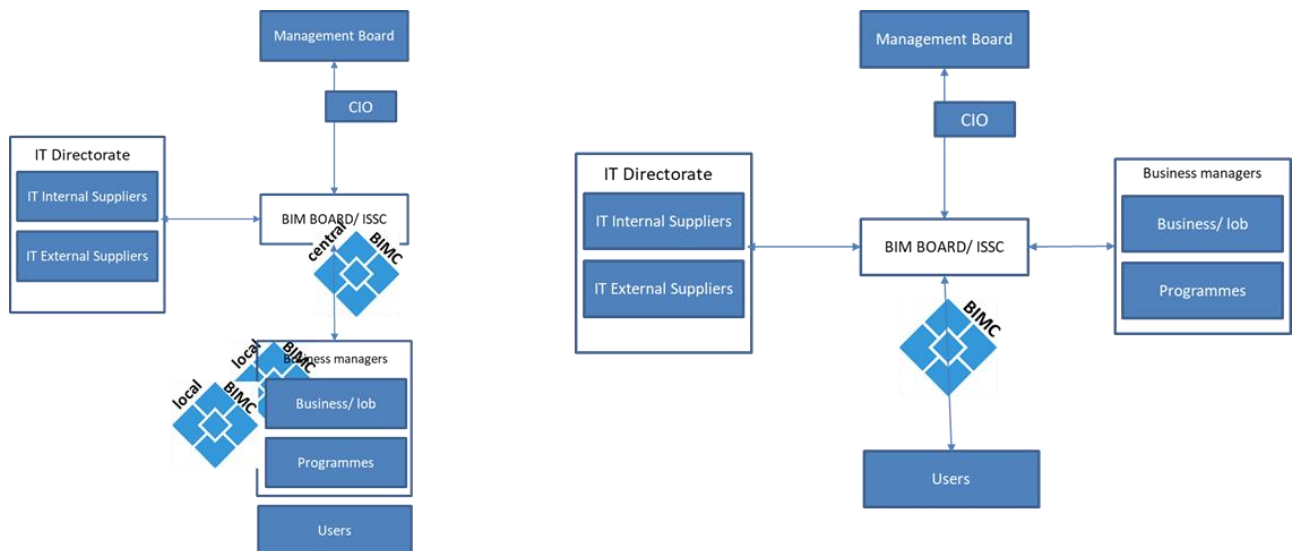 Management Board
CIO
IT Directorate
IT Internal Suppliers
IT External Suppliers
BIM BOARD/ ISSC
central
BIMC
local
BIMC
local
BIMC
Business managers
Business/ lob
Programmes
Users
Management Board
CIO
IT Directorate
IT Internal Suppliers
IT External Suppliers
BIM BOARD/ ISSC
Business managers
Business/ lob
Programmes
BIMC
Users